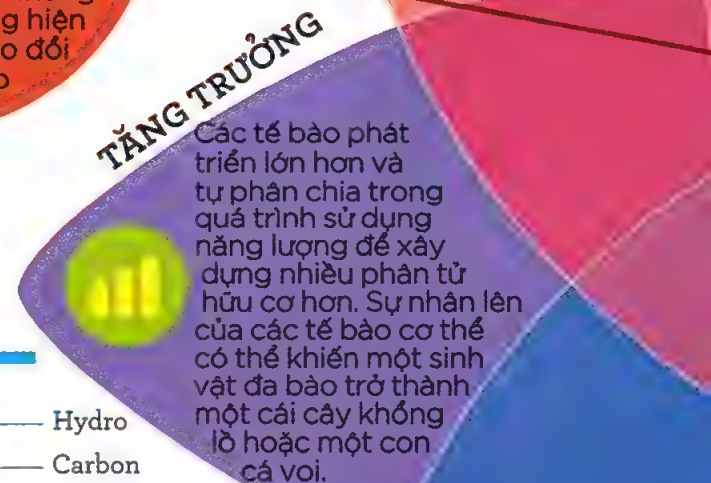 g hiện
o đổi
TĂNG TRƯỞNG
Các tế bào phát
triển lớn hơn và
tự phân chia trong
quá trình sử dụng
năng lượng để xây
dựng nhiều phân tử
hữu cơ hơn. Sự nhân lên
của các tế bào cơ thể
có thể khiến một sinh
vật đa bào trở thành
một cái cây khổng
lồ hoặc một con
cá voi.
Hydro
Carbon